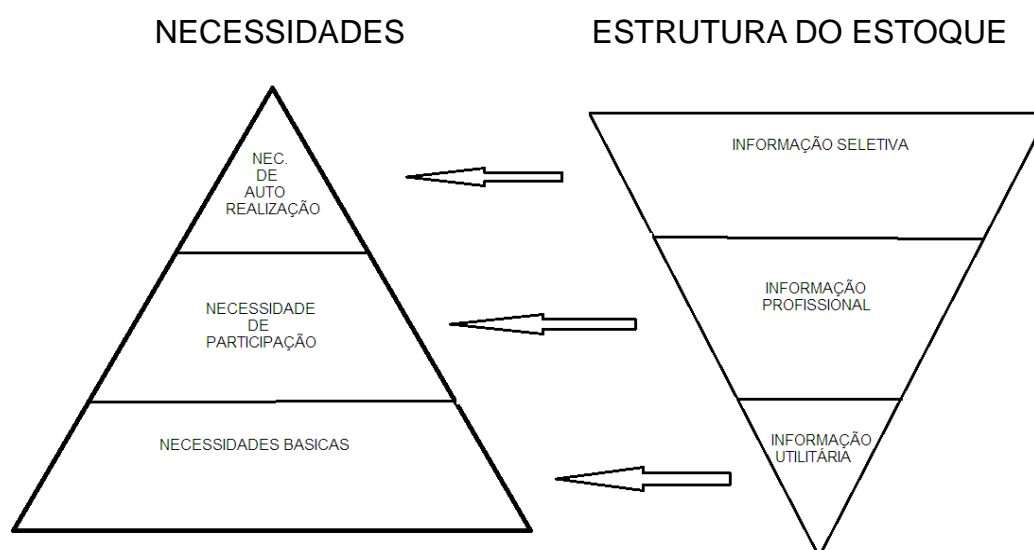 NECESSIDADES
ESTRUTURA DO ESTOQUE
NEC.
DE
AUTO
REALIZAÇÃO
INFORMAÇÃO SELETIVA
NECESSIDADE
DE
PARTICIPAÇÃO
INFORMAÇÃO
PROFISSIONAL
NECESSIDADES BASICAS
INFORMAÇÃO
UTILITÁRIA